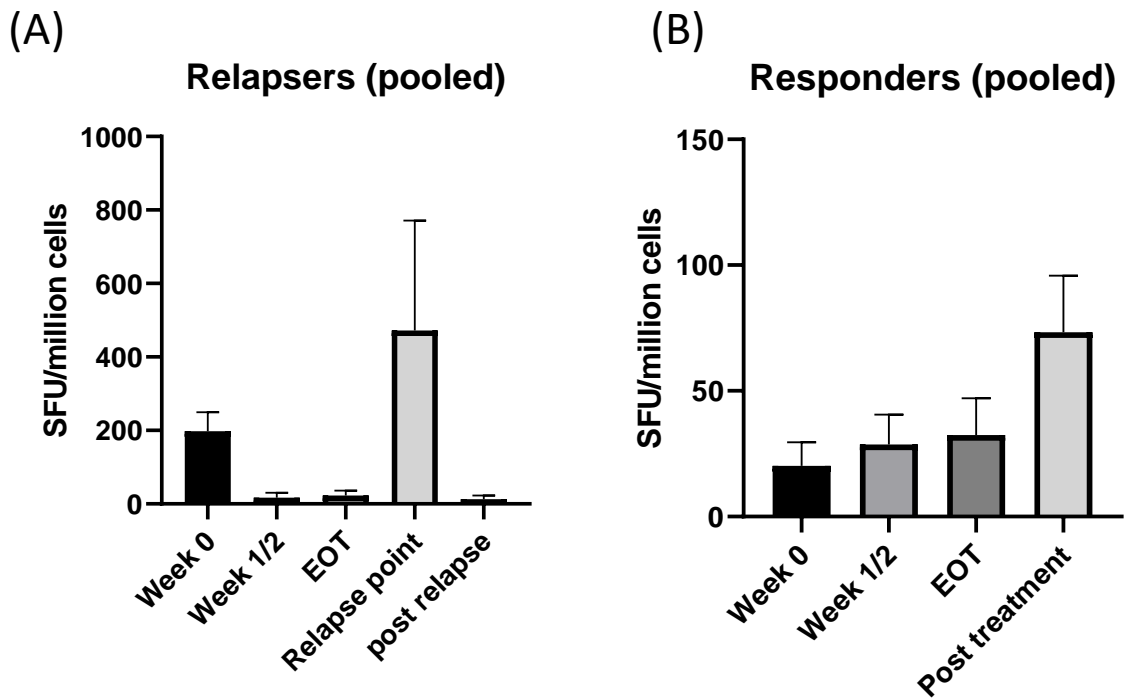 (A)
Relapsers (pooled)
SFU/million cells
1000
800
600
400
200
0
Week 0
Week 1/2
EOT
Relapse point
post relapse
(B)
Responders (pooled)
SFU/million cells
150
100
50
0
Week 0
Week 1/2
EOT
Post treatment